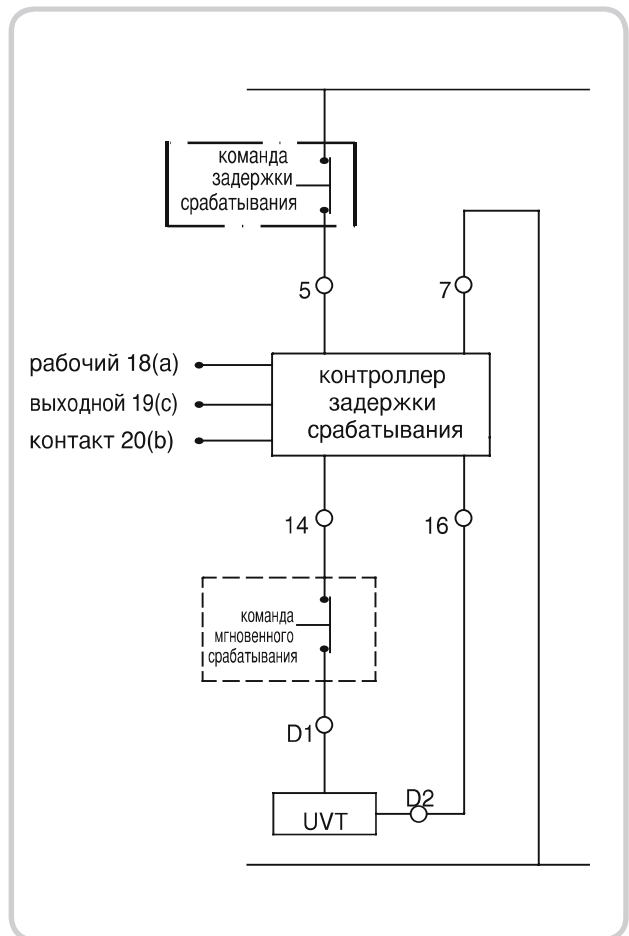 команда
задержки
срабатывания
5
7
рабочий 18(a)
выходной 19(c)
контакт 20(b)
контроллер
задержки
срабатывания
14
16
команда
мгновенного
срабатывания
D1
D2
UVT